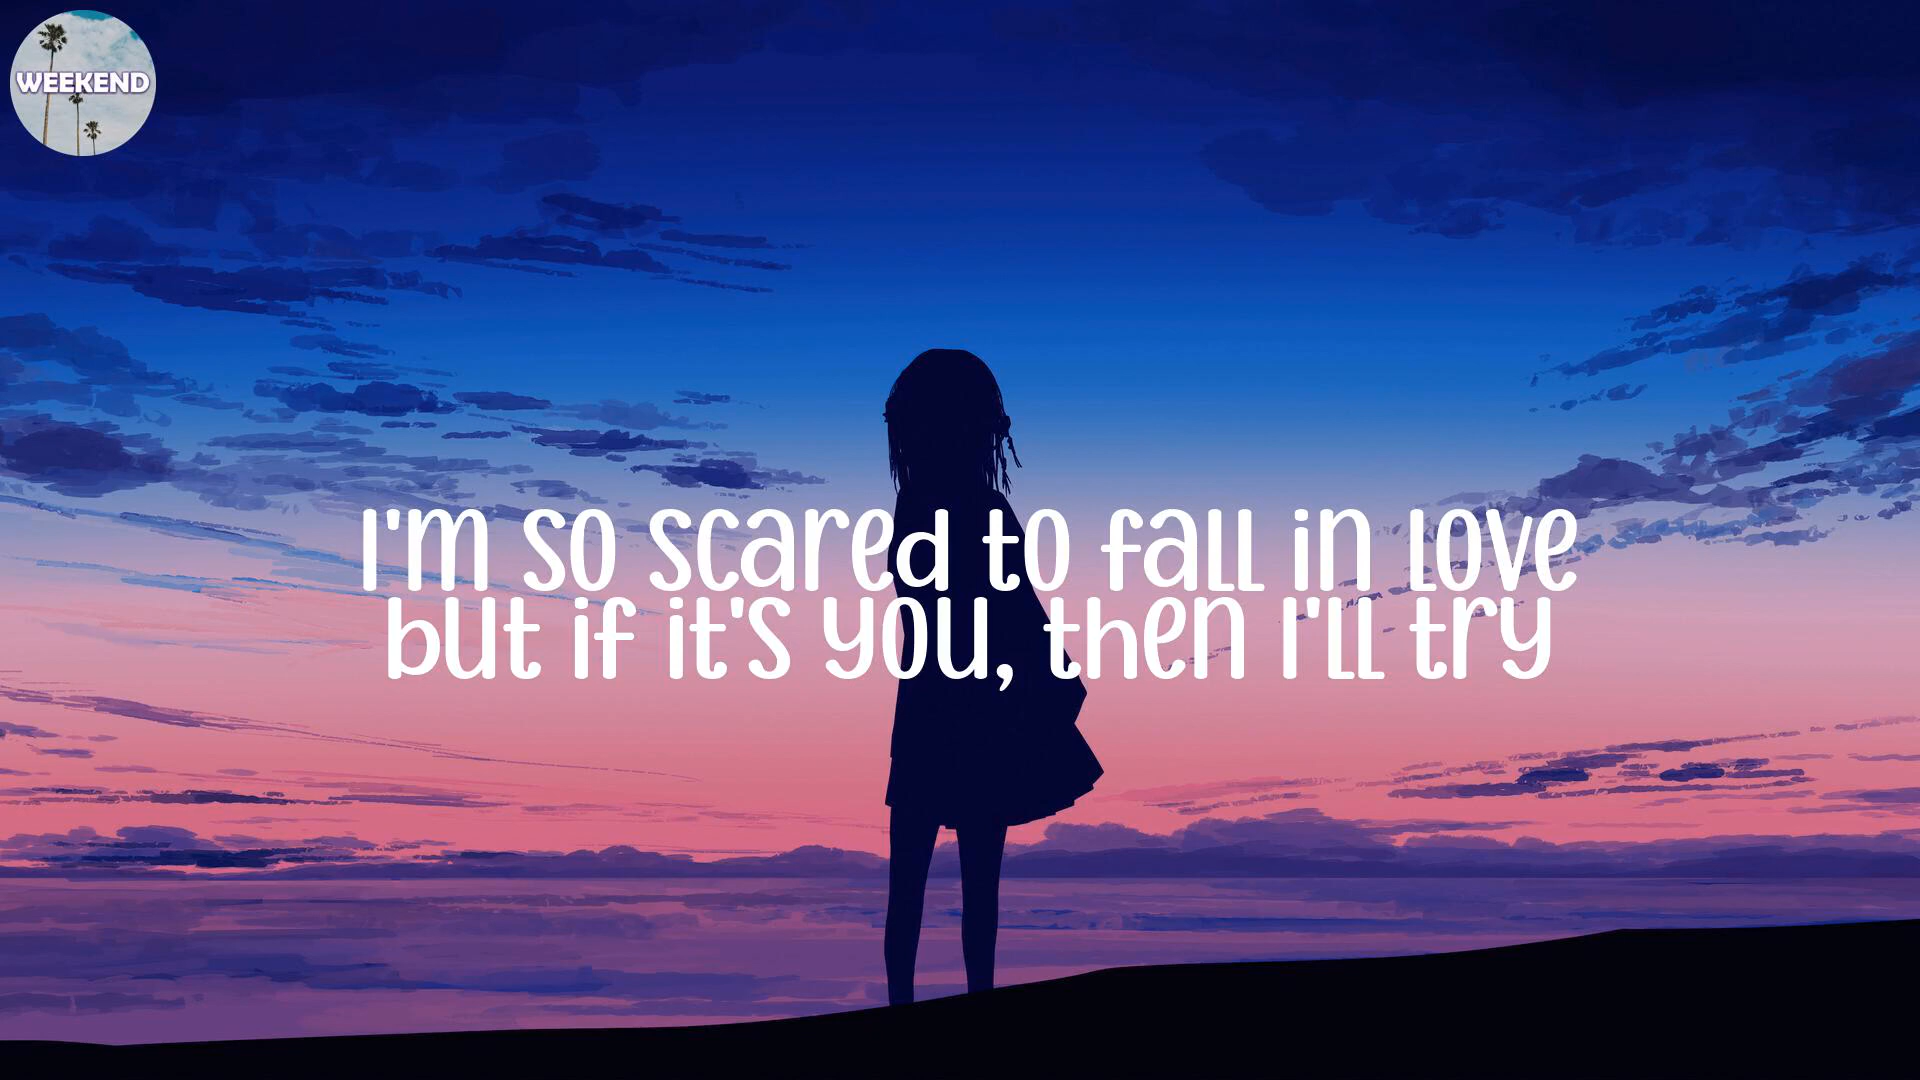 WEEKEND
I'm so scared to fall in love
but if it's you, then I'll try